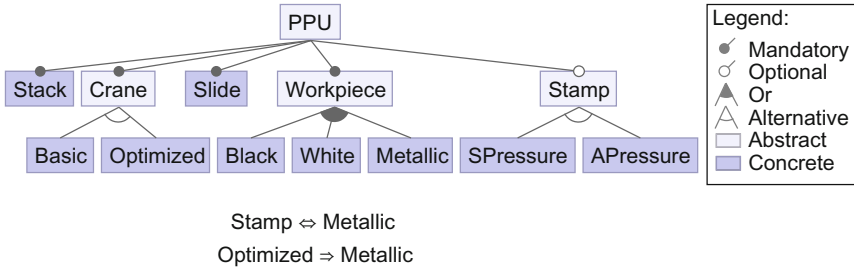 PPU
Stack
Crane
Slide
Workpiece
Stamp
Basic
Optimized
Black
White
Metallic
SPressure
APressure
Stamp ⇔ Metallic
Optimized ⇒ Metallic
Legend:
Mandatory
Optional
Or
Alternative
Abstract
Concrete